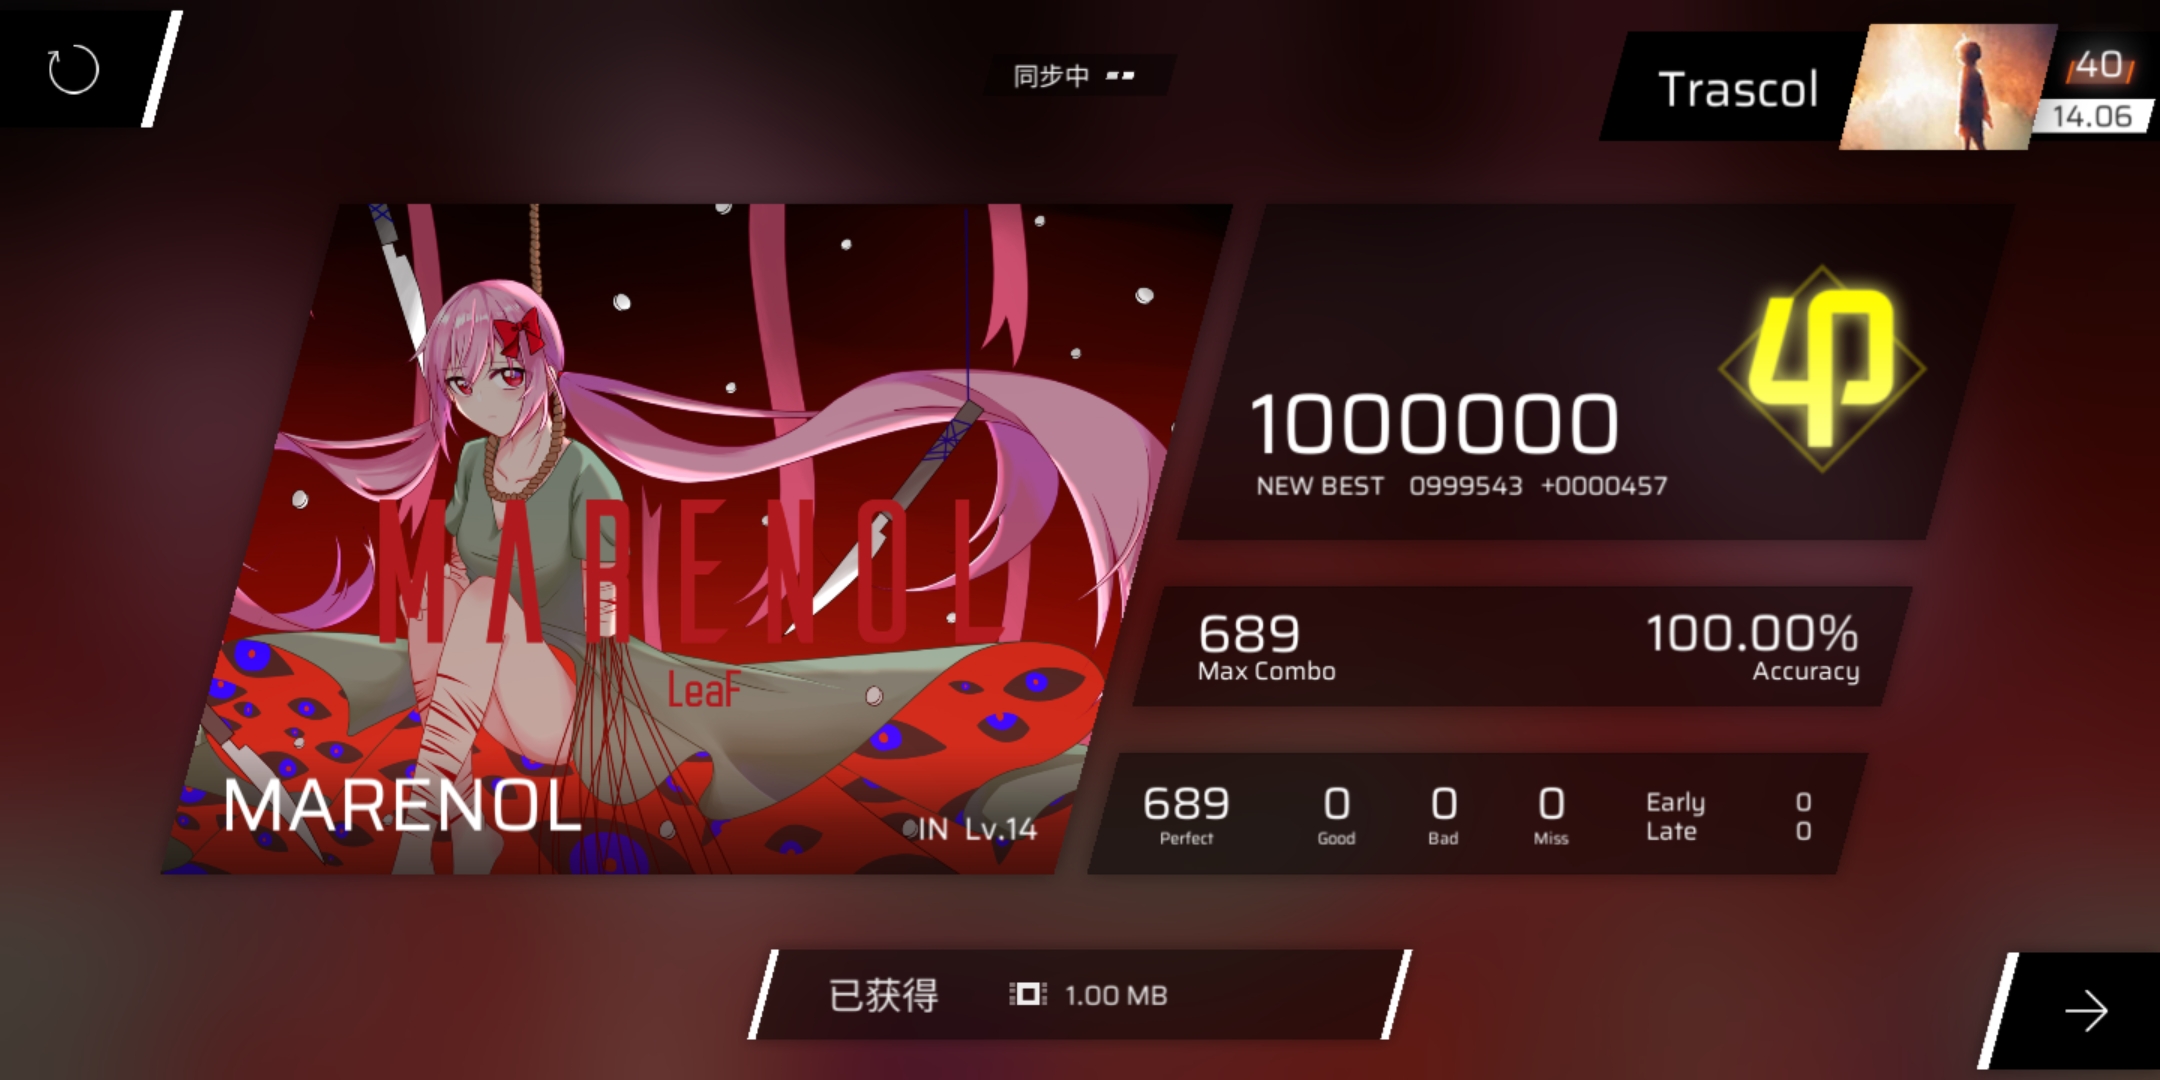 同步中
Trascol
40
14.06
MARENOL
LeaF
MARENOL
IN Lv.14
φ
1000000
NEW BEST 0999543 +0000457
689
Max Combo
100.00%
Accuracy
689
Perfect
0
Good
0
Bad
0
Miss
Early 0
Late 0
已获得 1.00 MB